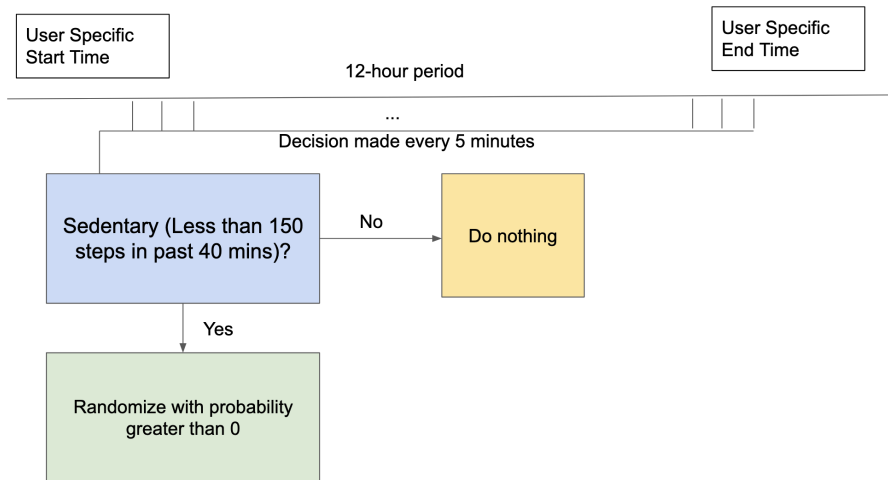 User Specific
Start Time
User Specific
End Time
12-hour period
...
Decision made every 5 minutes
Sedentary (Less than 150
steps in past 40 mins)?
No
Do nothing
Yes
Randomize with probability
greater than 0